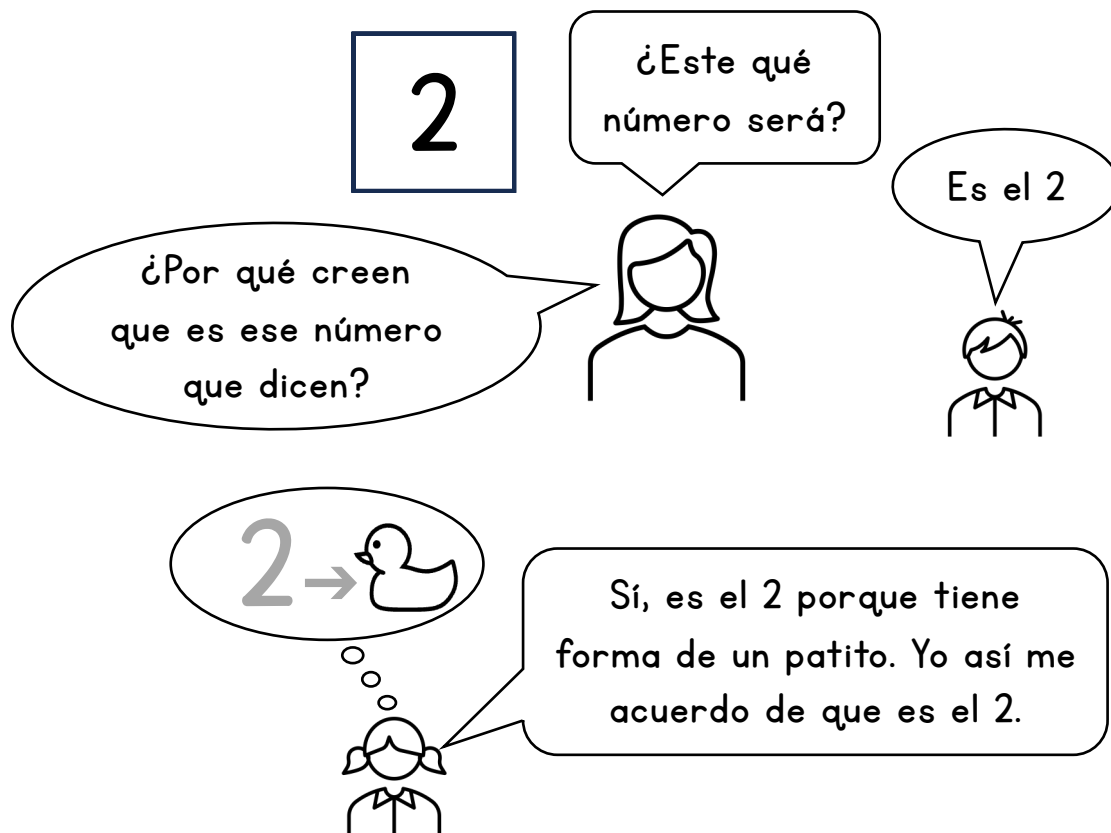 2
¿Este qué
número será?
Es el 2
¿Por qué creen
que es ese número
que dicen?
2
Sí, es el 2 porque tiene
forma de un patito. Yo así me
acuerdo de que es el 2.